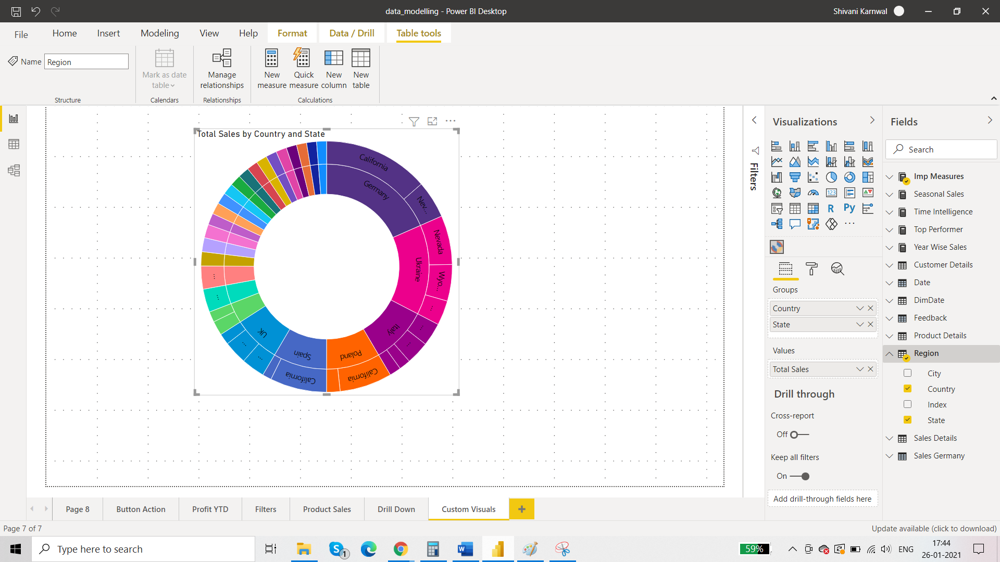 data_modelling - Power BI Desktop
Shivani Karnwal
File
Home
Insert
Modeling
View
Help
Format
Data / Drill
Table tools
Name
Region
Mark as date
table
Manage
relationships
New
measure
Quick
measure
New
column
New
table
Structure
Calendars
Relationships
Calculations
Total Sales by Country and State
California
Germany
Nev...
Nevada
Ukraine
Wyo...
...
Italy
...
...
Poland
California
Spain
California
UK
...
...
...
...
Filters
Visualizations
123
R
Py
...
Groups
Country
State
Values
Total Sales
Drill through
Cross-report
Off
Keep all filters
On
Add drill-through fields here
Fields
Search
Imp Measures
Seasonal Sales
Time Intelligence
Top Performer
Year Wise Sales
Customer Details
Date
DimDate
Feedback
Product Details
Region
City
Country
Index
State
Sales Details
Sales Germany
Page 8
Button Action
Profit YTD
Filters
Product Sales
Drill Down
Custom Visuals
+
Page 7 of 7
Update available (click to download)
Type here to search
S
1
W
59%
ENG
17:44
26-01-2021